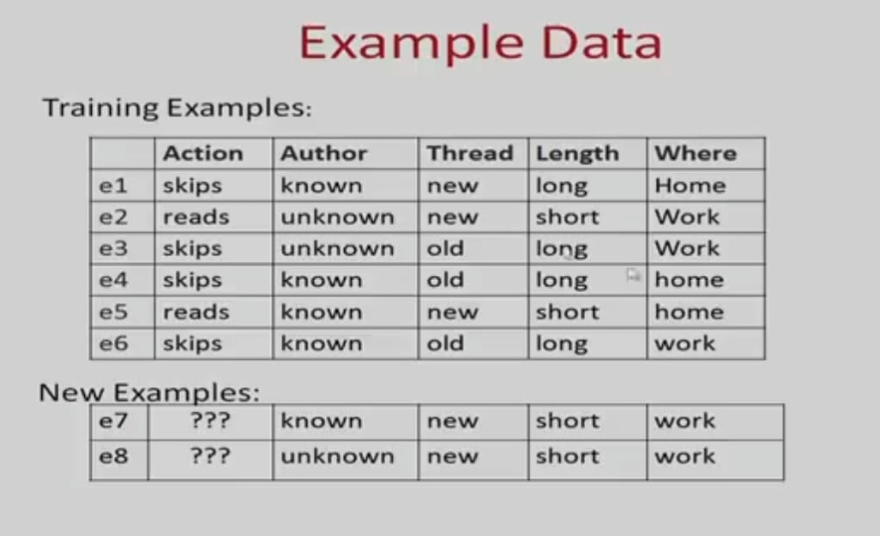 Example Data
Training Examples:
Action Author Thread Length Where
e1 skips known new long Home
e2 reads unknown new short Work
e3 skips unknown old long Work
e4 skips known old long home
e5 reads known new short home
e6 skips known old long work
New Examples:
e7 ??? known new short work
e8 ??? unknown new short work